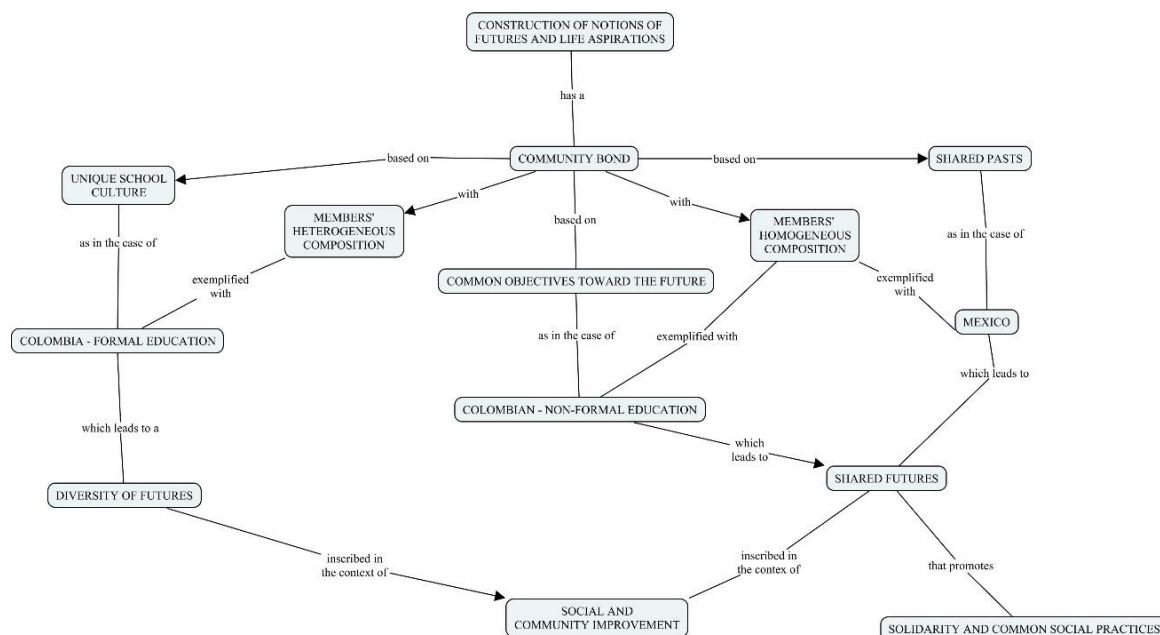 CONSTRUCTION OF NOTIONS OF
FUTURES AND LIFE ASPIRATIONS
has a
based on
COMMUNITY BOND
based on
SHARED PASTS
UNIQUE SCHOOL
CULTURE
with
with
MEMBERS'
HETEROGENEOUS
COMPOSITION
based on
MEMBERS'
HOMOGENEOUS
COMPOSITION
as in the case of
as in the case of
exemplified
with
COMMON OBJECTIVES TOWARD THE FUTURE
exemplified
with
COLOMBIA - FORMAL EDUCATION
as in the case of
exemplified with
MEXICO
which leads to
COLOMBIAN - NON-FORMAL EDUCATION
which leads to a
which
leads to
DIVERSITY OF FUTURES
SHARED FUTURES
inscribed in
the context of
inscribed in
the contex of
that promotes
SOCIAL AND
COMMUNITY IMPROVEMENT
SOLIDARITY AND COMMON SOCIAL PRACTICES